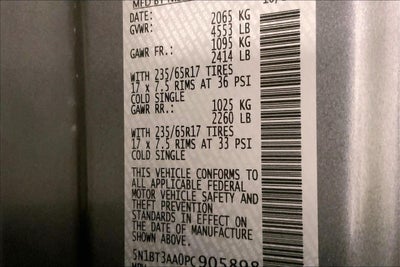 MFD BY
DATE: 2065 KG
GVWR: 4553 LB
1095 KG
GAWR FR.: 2414 LB
WITH 235/65R17 TIRES
17 x 7.5 RIMS AT 36 PSI
COLD SINGLE
1025 KG
GAWR RR.: 2260 LB
WITH 235/65R17 TIRES
17 x 7.5 RIMS AT 33 PSI
COLD SINGLE
THIS VEHICLE CONFORMS TO
ALL APPLICABLE FEDERAL
MOTOR VEHICLE SAFETY AND
THEFT PREVENTION
STANDARDS IN EFFECT ON
THE DATE OF MANUFACTURE
SHOWN ABOVE.
5N1BT3AA0PC905898